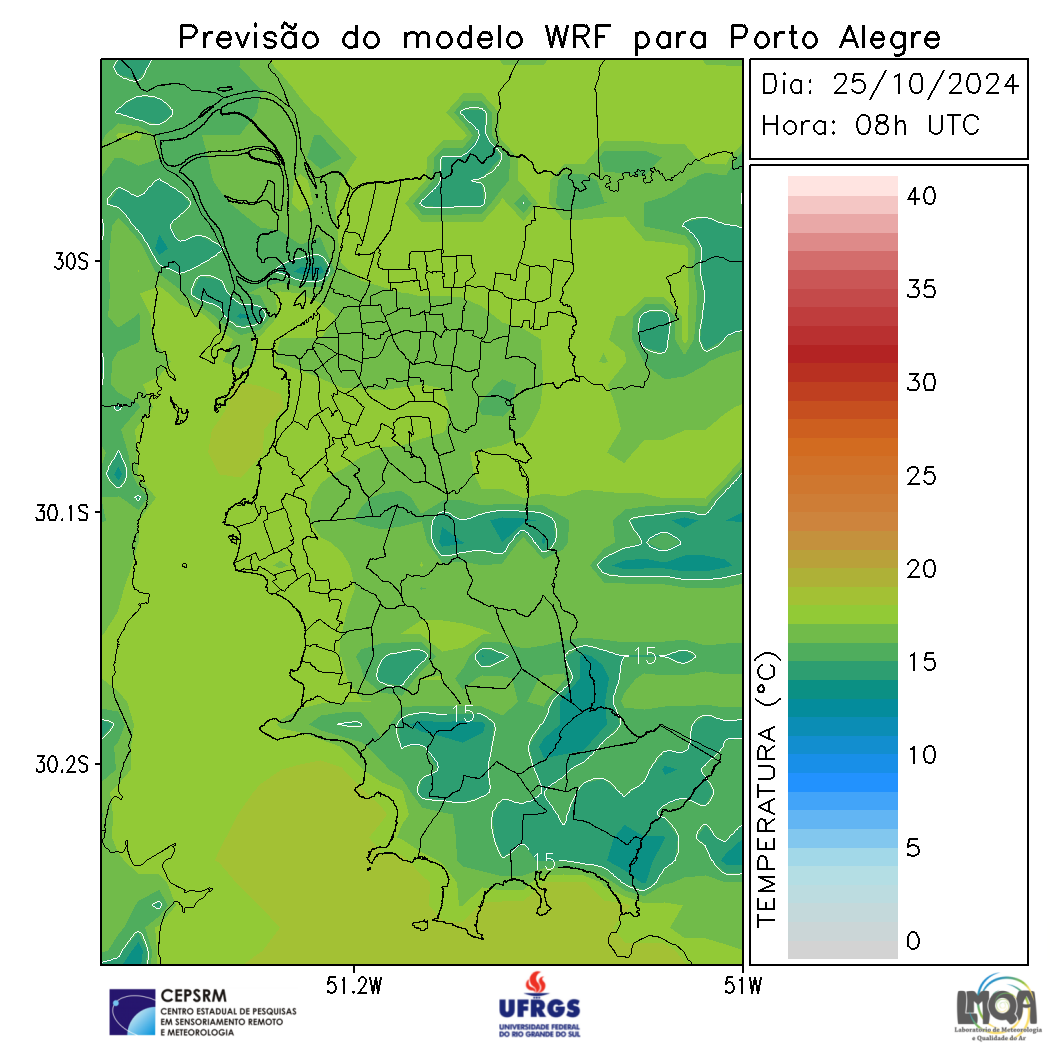 Previsão do modelo WRF para Porto Alegre
Dia: 25/10/2024
Hora: 08h UTC
30S
30.1S
30.2S
51.2W
51W
15
15
15
TEMPERATURA (°C)
40
35
30
25
20
15
10
5
0
CEPSRM
CENTRO ESTADUAL DE PESQUISAS
EM SENSORIAMENTO REMOTO
E METEOROLOGIA
UFRGS
UNIVERSIDADE FEDERAL
DO RIO GRANDE DO SUL
LMQA
Laboratório de Meteorologia
e Qualidade do Ar